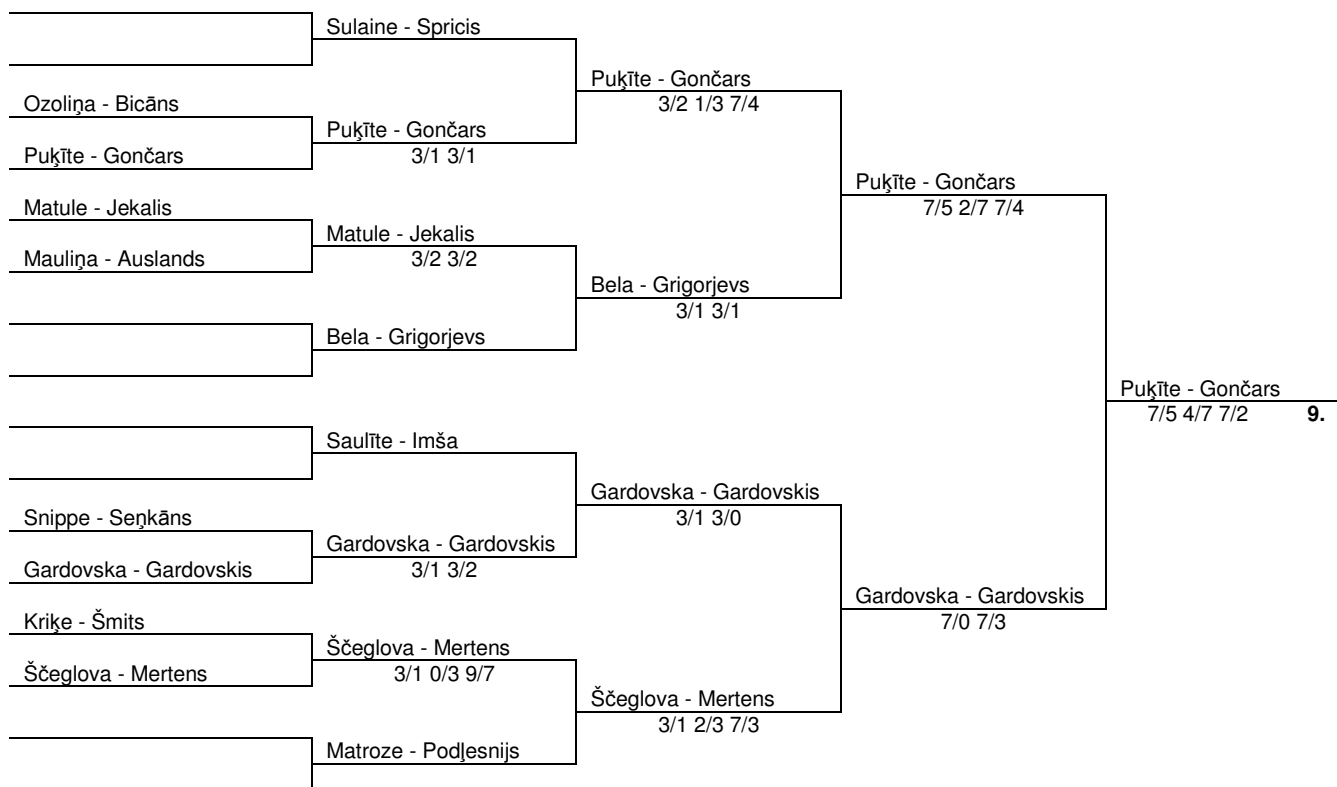 Sulaine - Spricis
Puķīte - Gončars
3/2 1/3 7/4
Ozoliņa - Bicāns
Puķīte - Gončars
3/1 3/1
Puķīte - Gončars
Puķīte - Gončars
7/5 2/7 7/4
Matule - Jekalis
Matule - Jekalis
3/2 3/2
Mauliņa - Auslands
Bela - Grigorjevs
3/1 3/1
Bela - Grigorjevs
Puķīte - Gončars
7/5 4/7 7/2 9.
Saulīte - Imša
Gardovska - Gardovskis
3/1 3/0
Snippe - Seņkāns
Gardovska - Gardovskis
3/1 3/2
Gardovska - Gardovskis
Gardovska - Gardovskis
7/0 7/3
Kriķe - Šmits
Ščeglova - Mertens
3/1 0/3 9/7
Ščeglova - Mertens
Ščeglova - Mertens
3/1 2/3 7/3
Matroze - Podļesnijs